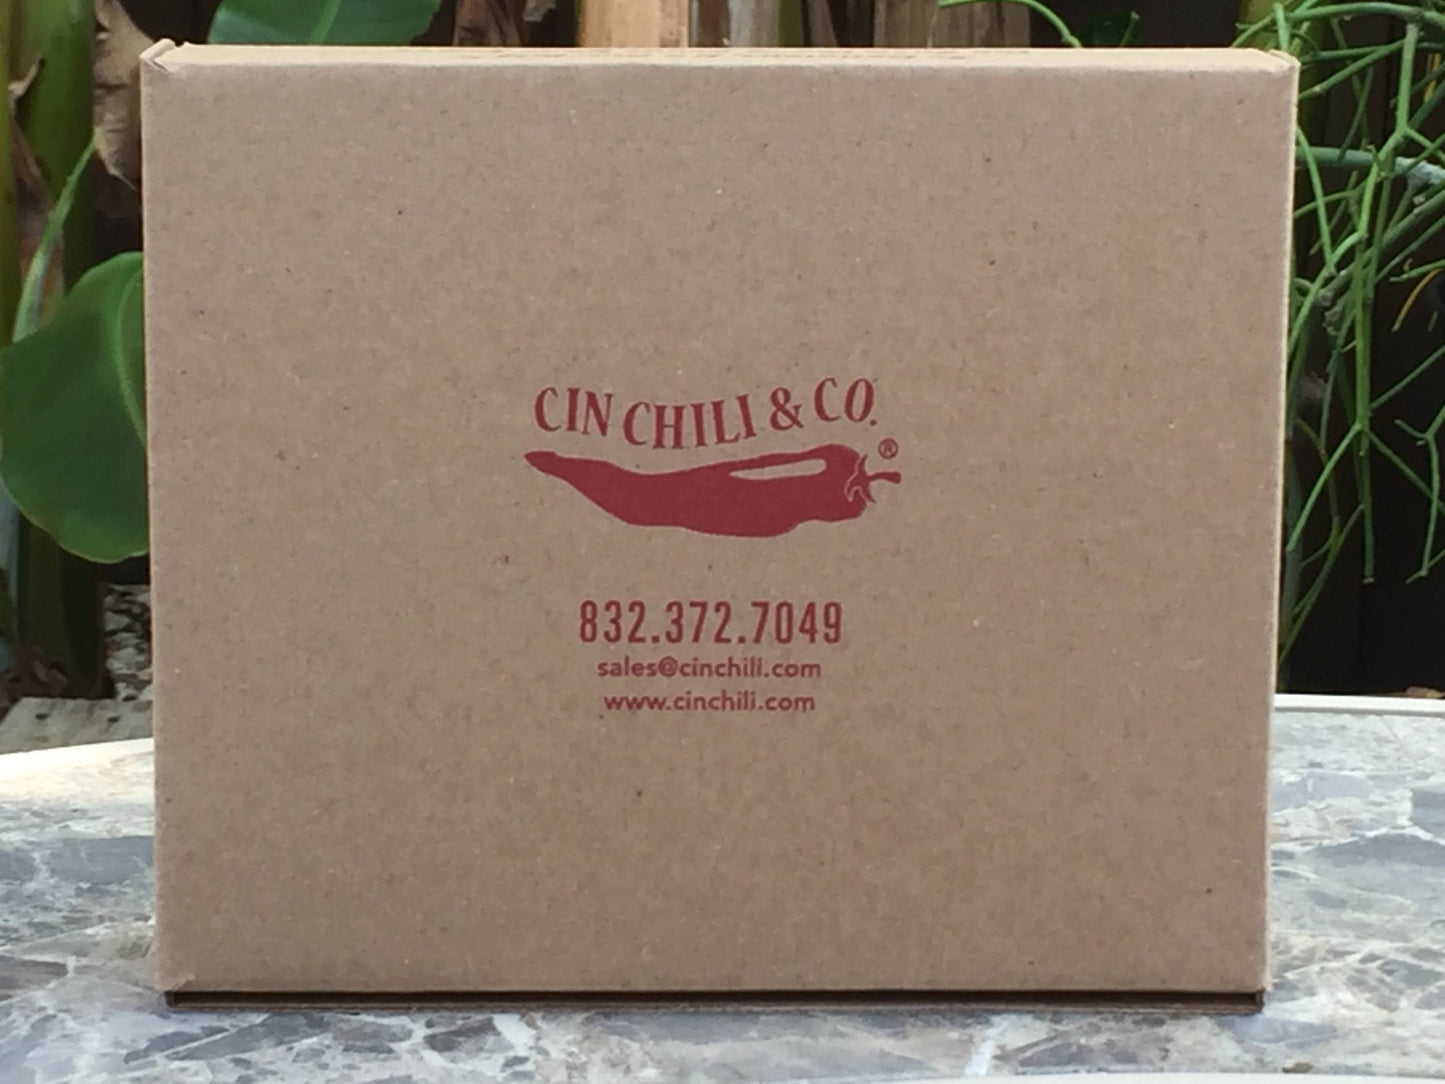 CIN CHILI & CO.
®
832.372.7049
sales@cinchili.com
www.cinchili.com